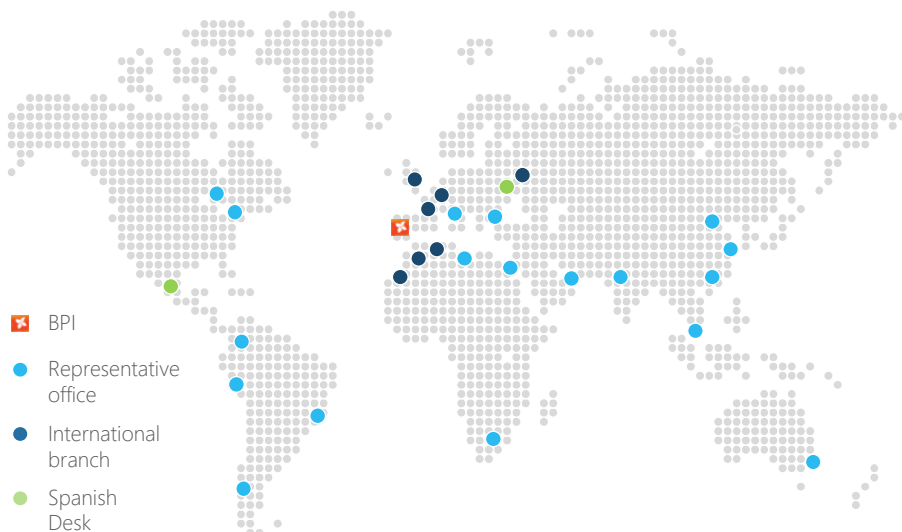 BPI
Representative
office
International
branch
Spanish
Desk